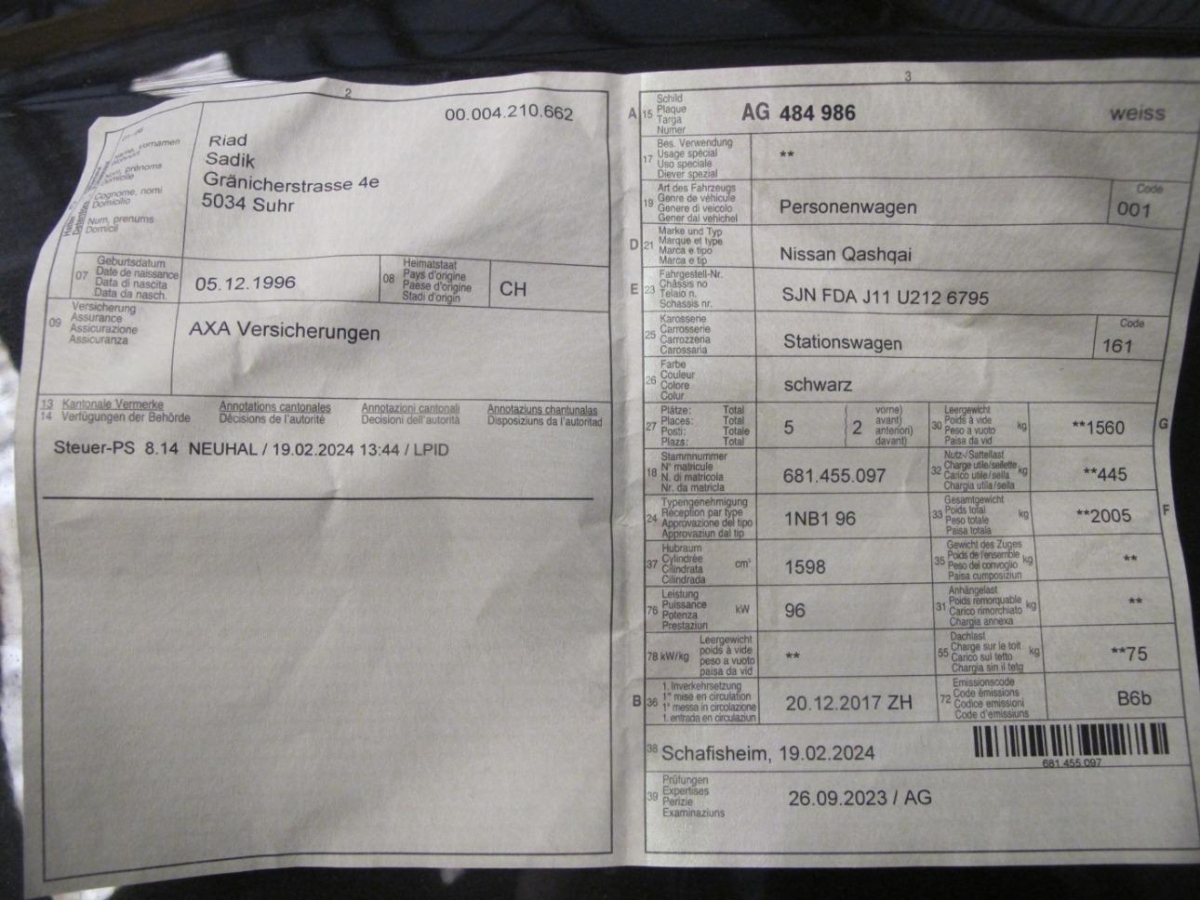 2
00.004.210.662
Riad
Sadik
Gränicherstrasse 4e
5034 Suhr
vornamen
prénoms
Cognome, nomi
Domicilio
Num, prenums
Domicil
07 Geburtsdatum
Date de naissance
Data di nascita
Data da nasch.
05.12.1996
08 Heimatstaat
Pays d'origine
Paese d'origine
Stadi d'origin
CH
09 Versicherung
Assurance
Assicurazione
Assicuranza
AXA Versicherungen
13 Kantonale Vermerke Annotations cantonales Annotazioni cantonali Annotaziuns chantunalas
14 Verfügungen der Behörde Décisions de l'autorité Decisioni dell'autorità Disposiziuns da l'autoritad
Steuer-PS 8.14 NEUHAL / 19.02.2024 13:44 / LPID
3
A 15 Schild
Plaque
Targa
Numer
AG 484 986 weiss
17 Bes. Verwendung
Usage spécial
Uso speciale
Diever spezial
**
19 Art des Fahrzeugs
Genre de véhicule
Genere di veicolo
Gener dal vehichel
Personenwagen
Code
001
D 21 Marke und Typ
Marque et type
Marca e tipo
Marca e tip
Nissan Qashqai
E 23 Fahrgestell-Nr.
Châssis no
Telaio n.
Schassis nr.
SJN FDA J11 U212 6795
25 Karosserie
Carrosserie
Carrozzeria
Carossaria
Stationswagen
Code
161
26 Farbe
Couleur
Colore
Colur
schwarz
27 Plätze: Total
Places: Total
Posti: Totale
Plazs: Total
5
2
vorne)
avant)
anteriori)
davant)
30 Leergewicht
Poids à vide
Peso a vuoto
Paisa da vid
kg
**1560
G
18 Stammnummer
N° matricule
N. di matricola
Nr. da matricla
681.455.097
32 Nutz-/Sattellast
Charge utile/sellette
Carico utile/sella
Chargia utila/sella
kg
**445
24 Typengenehmigung
Réception par type
Approvazione del tipo
Approvaziun dal tip
1NB1 96
33 Gesamtgewicht
Poids total
Peso totale
Paisa totala
kg
**2005
F
37 Hubraum
Cylindrée
Cilindrata
Cilindrada
cm³
1598
35 Gewicht des Zuges
Poids de l'ensemble
Peso del convoglio
Paisa cumposiziun
kg
**
76 Leistung
Puissance
Potenza
Prestaziun
kW
96
31 Anhängelast
Poids remorquable
Carico rimorchiato
Chargia annexa
kg
**
78 kW/kg
Leergewicht
poids à vide
peso a vuoto
paisa da vid
**
55 Dachlast
Charge sur le toit
Carico sul tetto
Chargia sin il tetg
kg
**75
B 36 1. Inverkehrsetzung
1re mise en circulation
1a messa in circolazione
1. entrada en circulaziun
20.12.2017 ZH
72 Emissionscode
Code émissions
Codice emissioni
Code d'emissiuns
B6b
38 Schafisheim, 19.02.2024
681.455.097
39 Prüfungen
Expertises
Perizie
Examinaziuns
26.09.2023 / AG